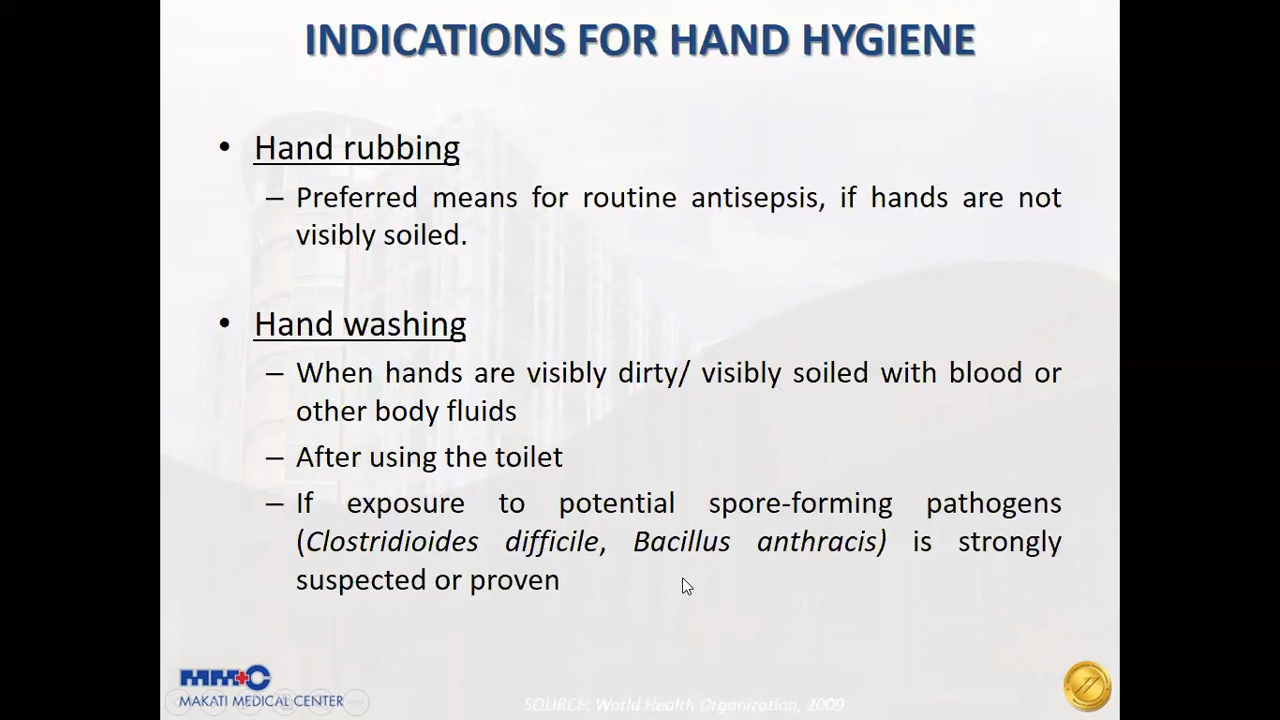 INDICATIONS FOR HAND HYGIENE
• Hand rubbing
– Preferred means for routine antisepsis, if hands are not
visibly soiled.
• Hand washing
– When hands are visibly dirty/ visibly soiled with blood or
other body fluids
– After using the toilet
– If exposure to potential spore-forming pathogens
(Clostridioides difficile, Bacillus anthracis) is strongly
suspected or proven
MMC
MAKATI MEDICAL CENTER
SOURCE: World Health Organization, 2009